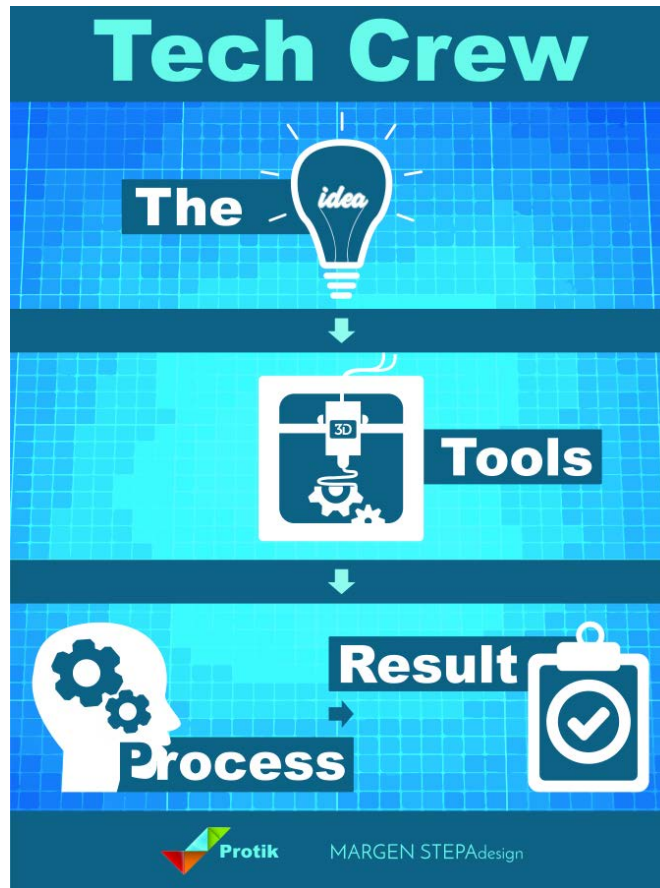 Tech Crew
The idea
3D
Tools
Process
Result
Protik
MARGEN STEPAdesign